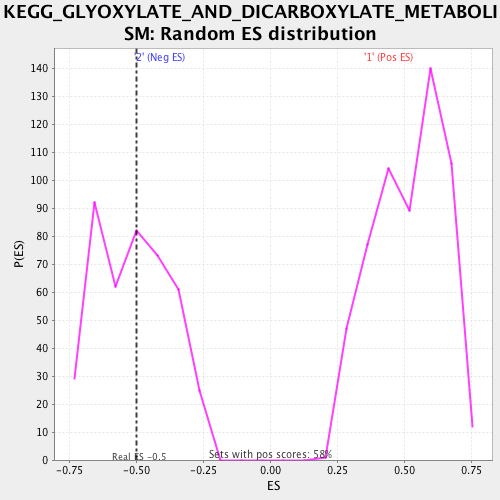 KEGG_GLYOXYLATE_AND_DICARBOXYLATE_METABOLI
SM: Random ES distribution
'2' (Neg ES)
'1' (Pos ES)
140
130
120
110
100
90
80
70
60
50
40
30
20
10
0
P(ES)
Real ES -0.5
Sets with pos scores: 58%
-0.75
-0.50
-0.25
0.00
0.25
0.50
0.75
ES